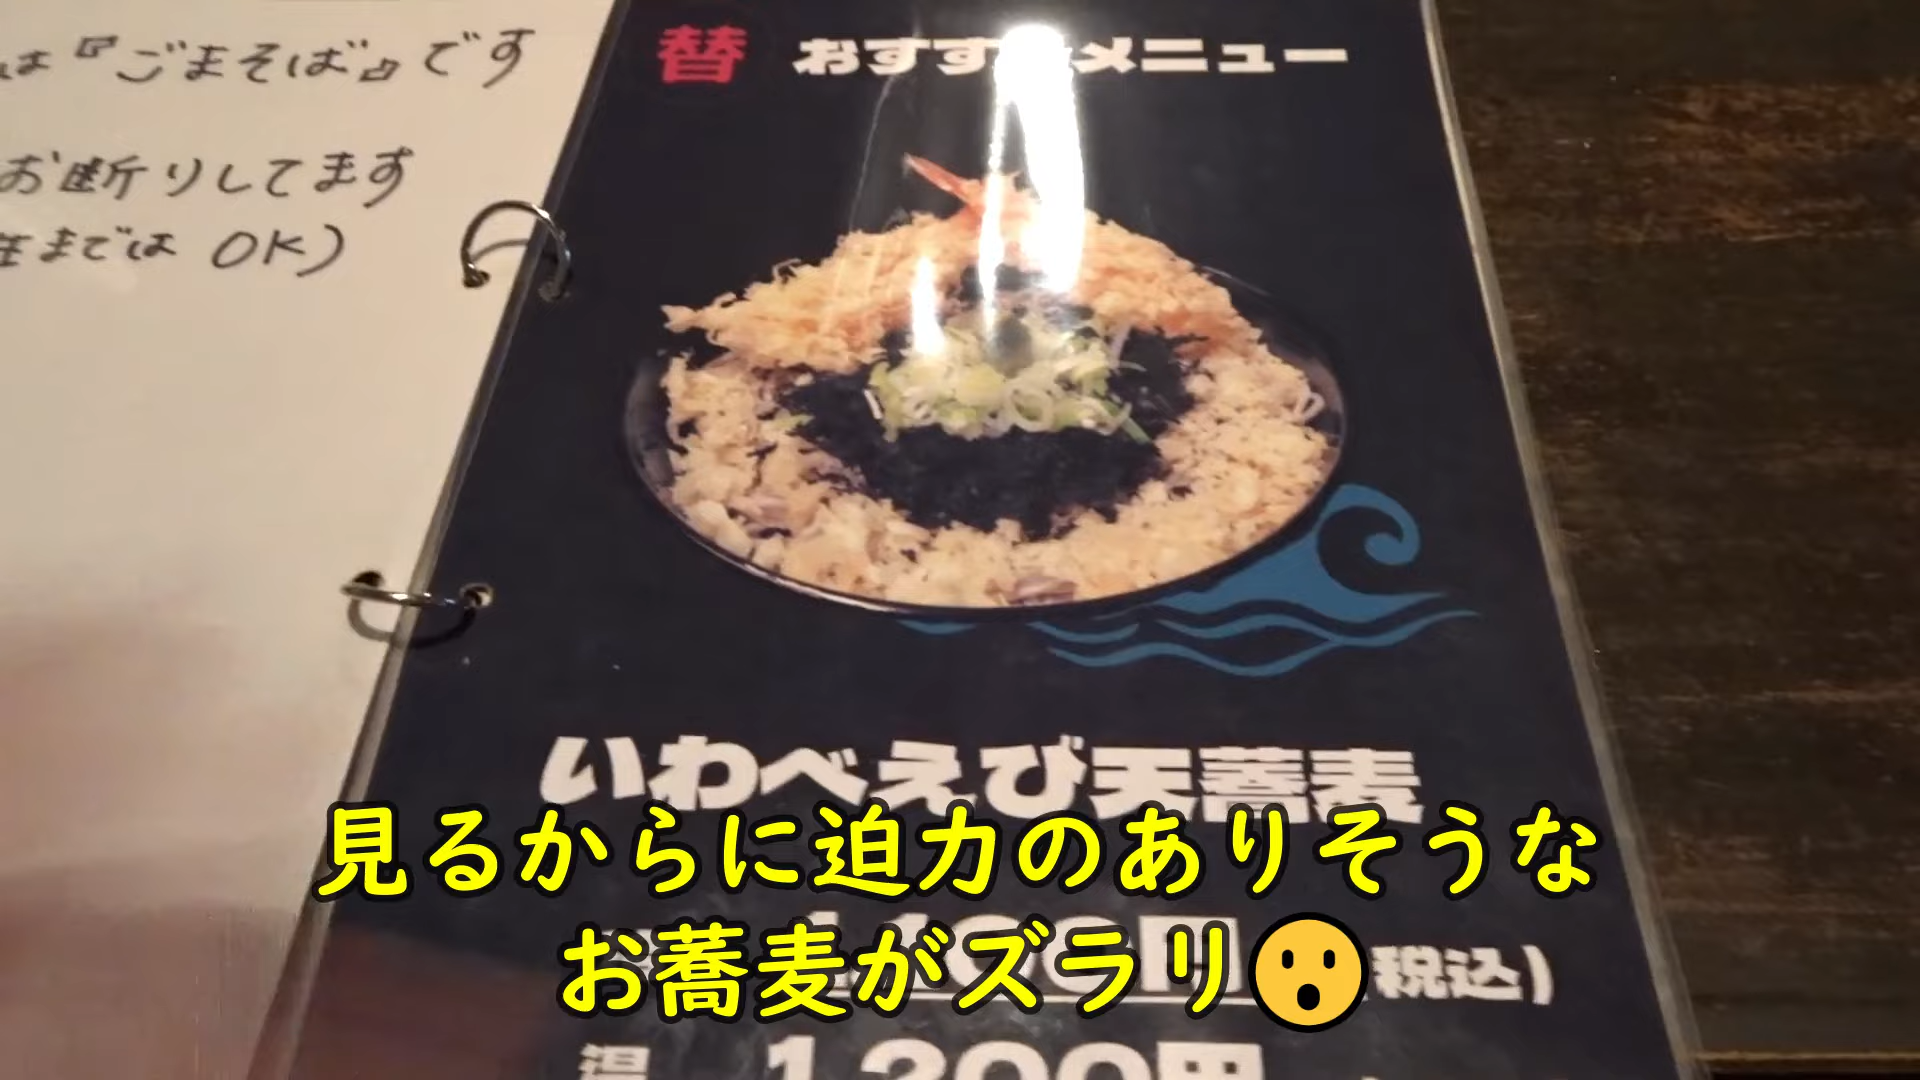 は『ごまそば』です
お断りしてます
までは OK)
替 おすすメニュー
いわべえび天蕎麦
見るからに迫力のありそうな
お蕎麦がズラリ😮
(税込)